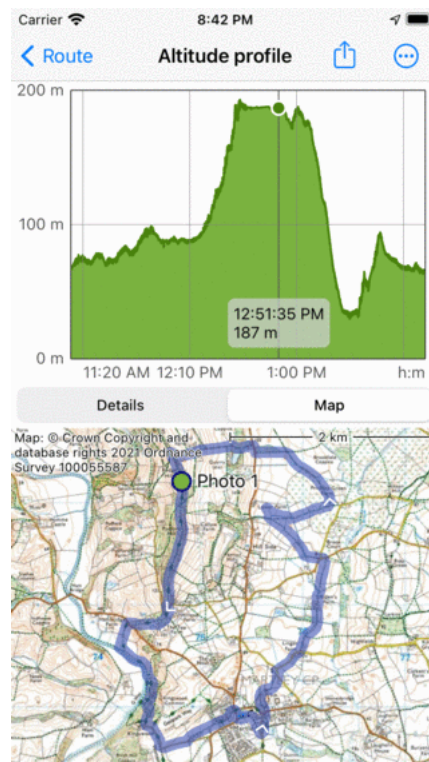 Carrier 8:42 PM
Route Altitude profile
200 m
100 m
12:51:35 PM
187 m
0 m
11:20 AM 12:10 PM 1:00 PM h:m
Details Map
Map: © Crown Copyright and
database rights 2021 Ordnance
Survey 100055587
2 km
Photo 1